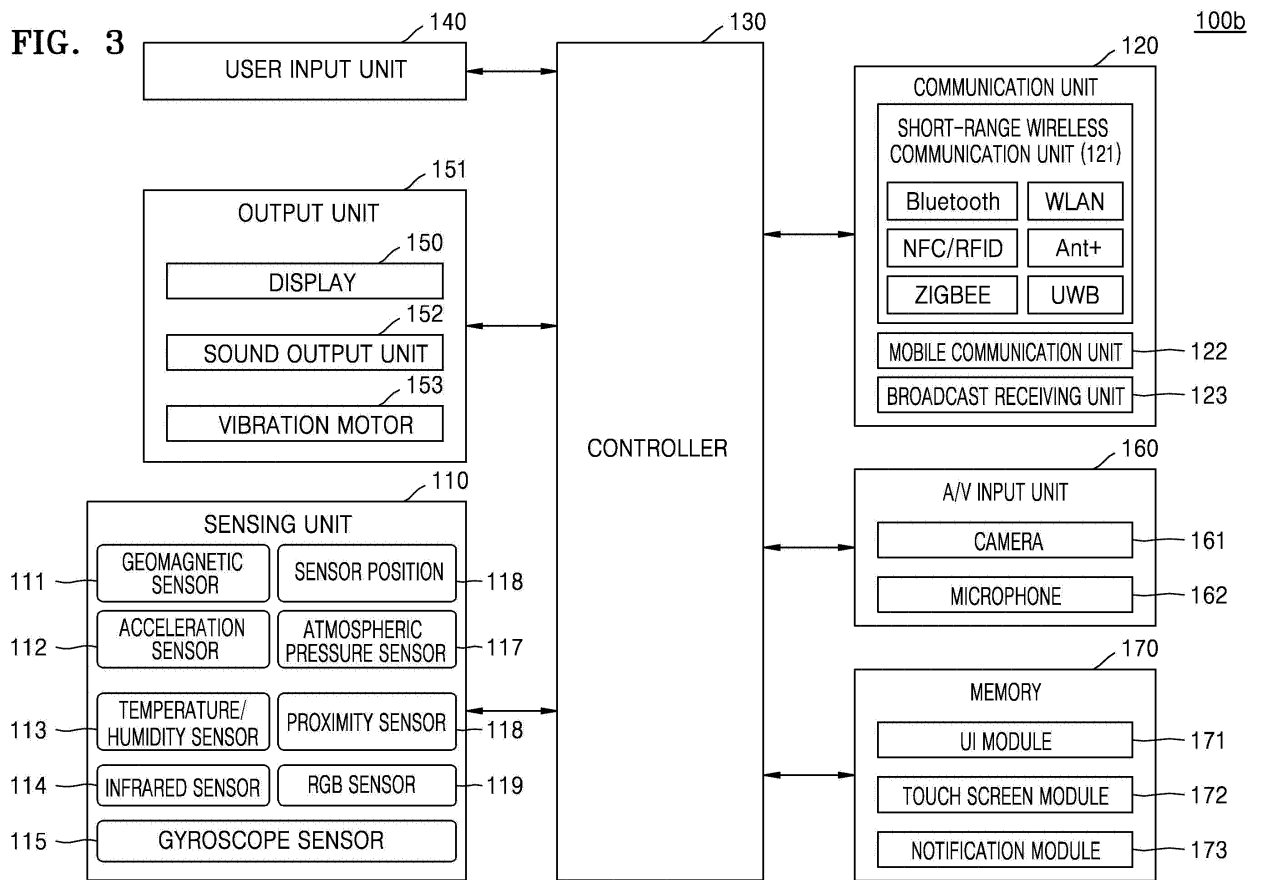 FIG. 3
100b
140
USER INPUT UNIT
151
OUTPUT UNIT
150
DISPLAY
152
SOUND OUTPUT UNIT
153
VIBRATION MOTOR
110
SENSING UNIT
111
GEOMAGNETIC
SENSOR
SENSOR POSITION
118
112
ACCELERATION
SENSOR
ATMOSPHERIC
PRESSURE SENSOR
117
113
TEMPERATURE/
HUMIDITY SENSOR
PROXIMITY SENSOR
118
114
INFRARED SENSOR
RGB SENSOR
119
115
GYROSCOPE SENSOR
130
CONTROLLER
120
COMMUNICATION UNIT
SHORT-RANGE WIRELESS
COMMUNICATION UNIT (121)
Bluetooth
WLAN
NFC/RFID
Ant+
ZIGBEE
UWB
MOBILE COMMUNICATION UNIT
122
BROADCAST RECEIVING UNIT
123
160
A/V INPUT UNIT
CAMERA
161
MICROPHONE
162
170
MEMORY
UI MODULE
171
TOUCH SCREEN MODULE
172
NOTIFICATION MODULE
173